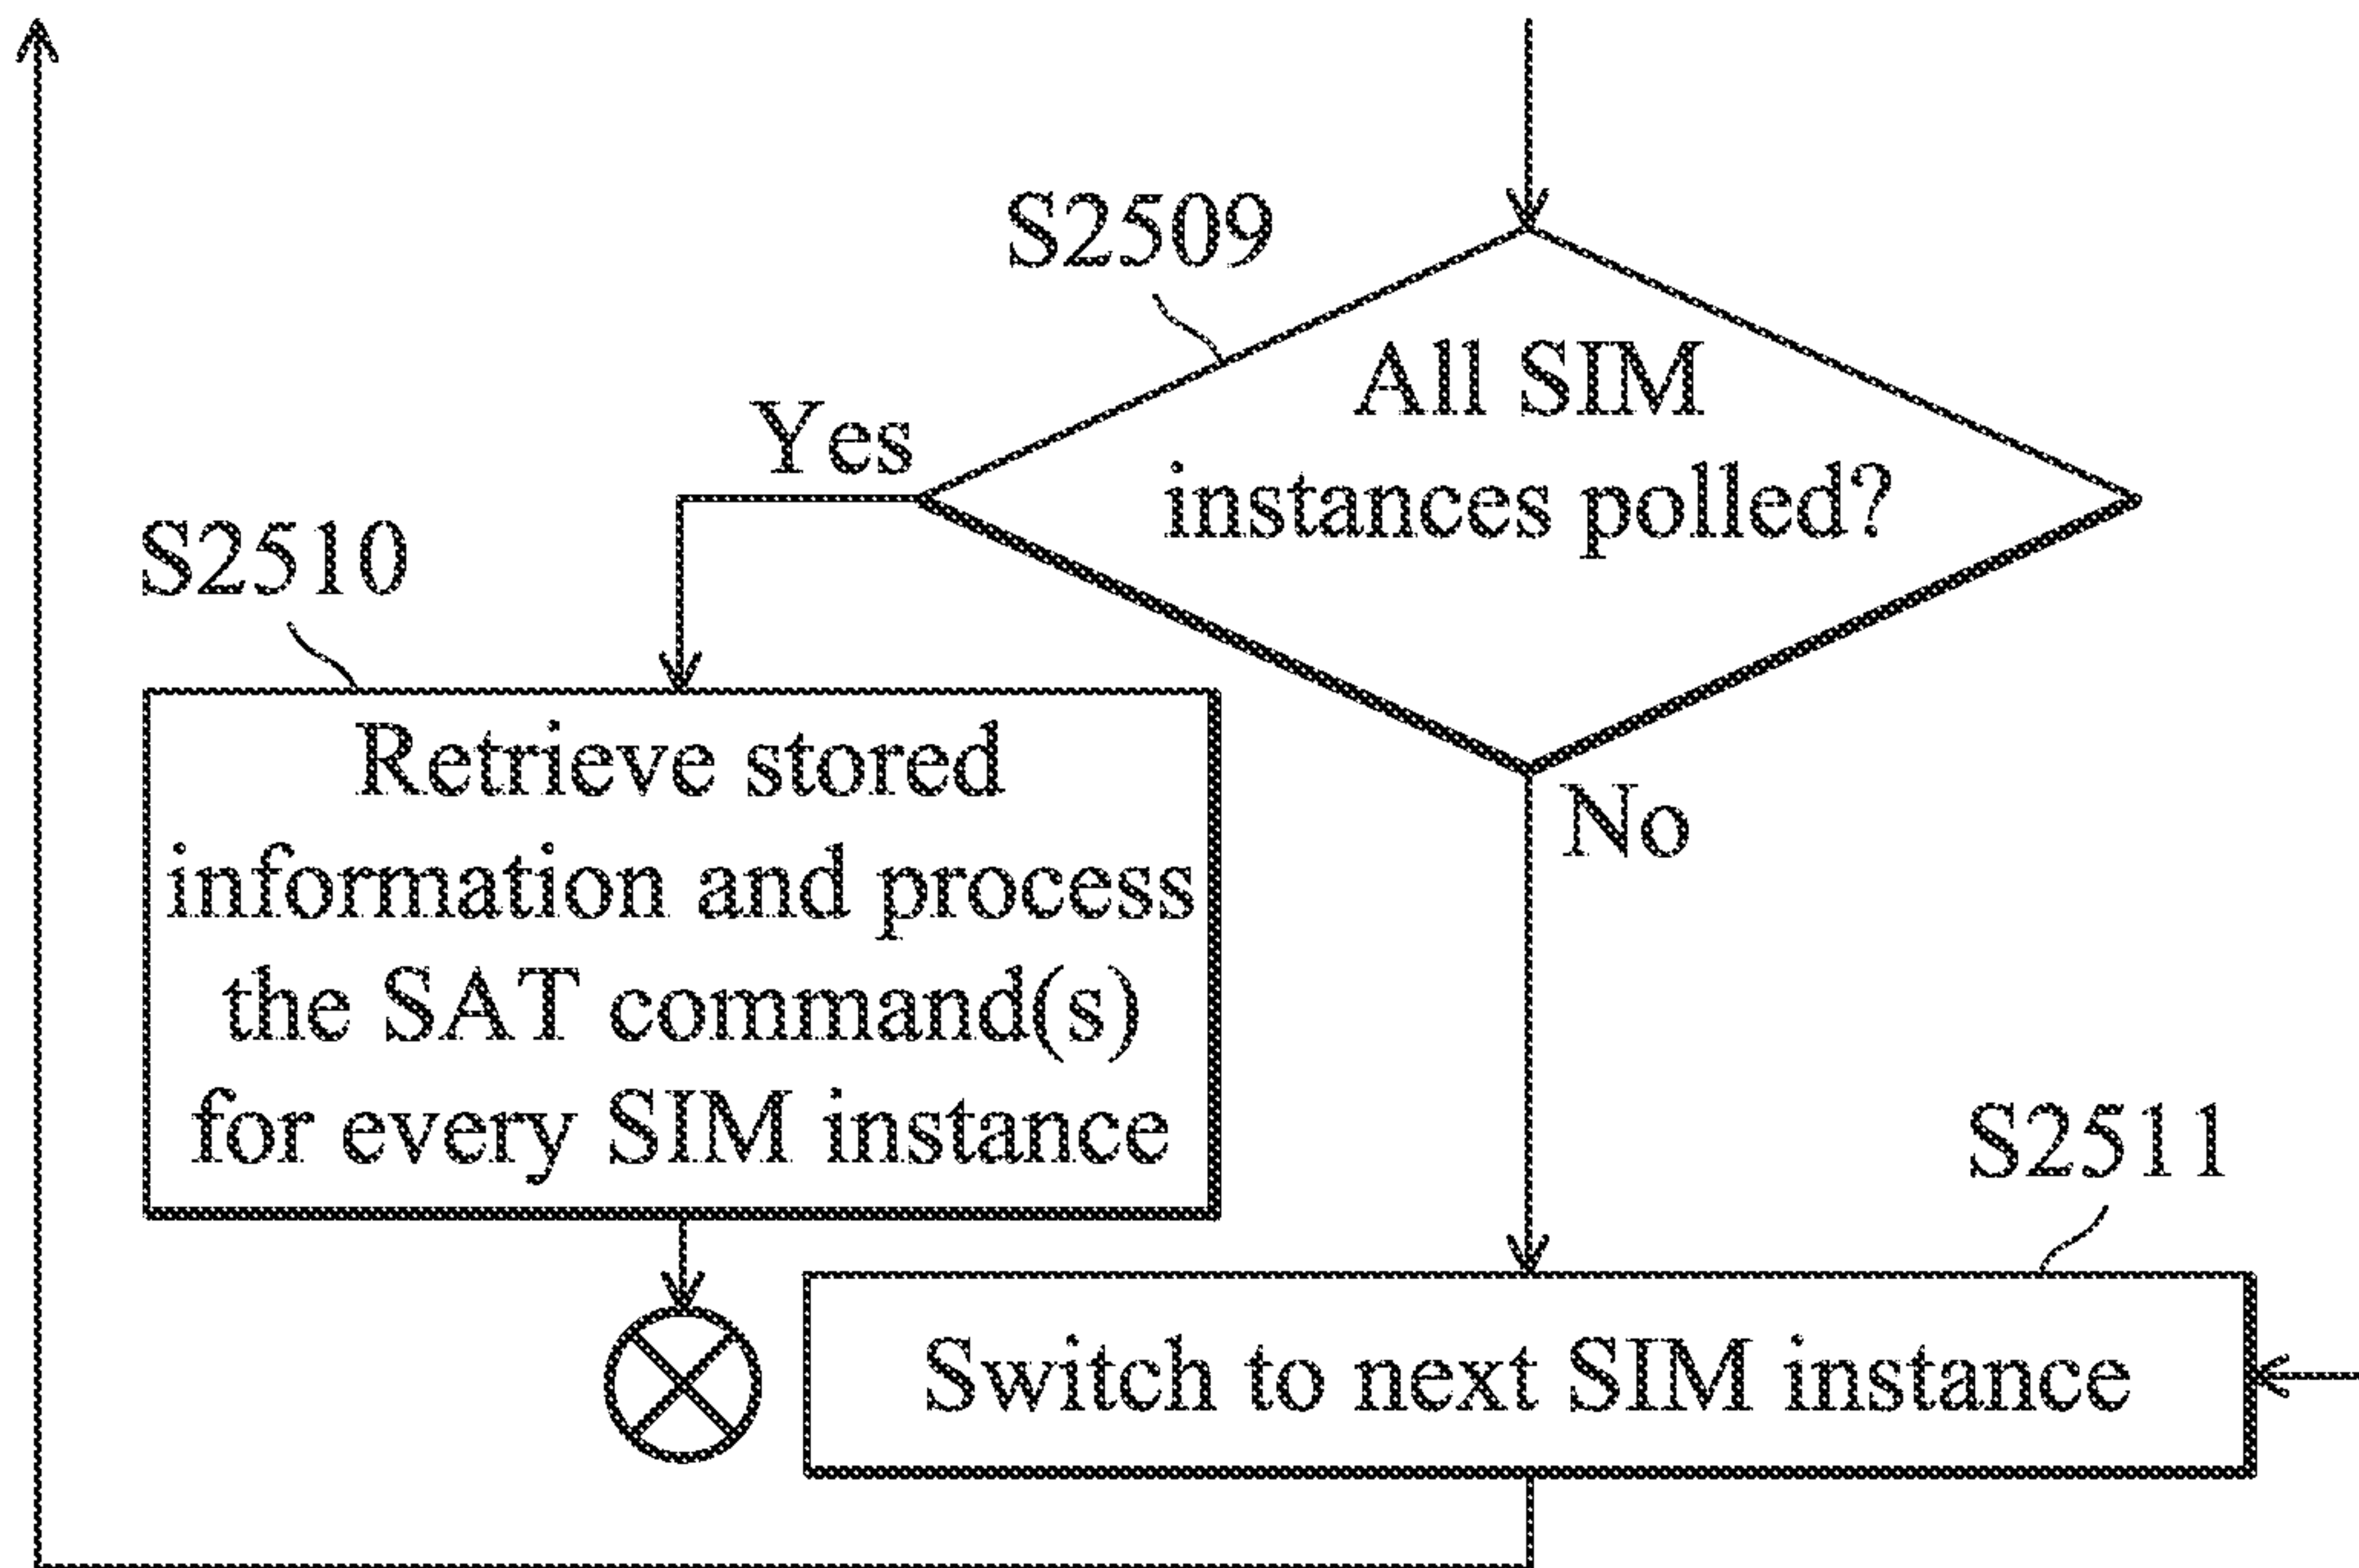 S2509
All SIM
instances polled?
Yes
S2510
Retrieve stored
information and process
the SAT command(s)
for every SIM instance
No
S2511
Switch to next SIM instance